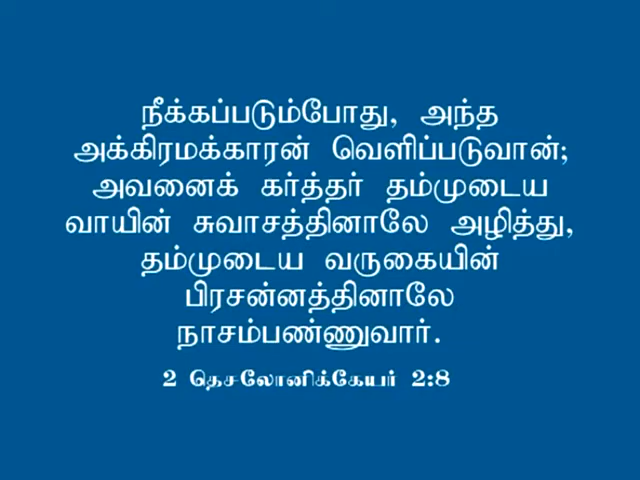 நீக்கப்படும்போது, அந்த
அக்கிரமக்காரன் வெளிப்படுவான்;
அவனைக் கர்த்தர் தம்முடைய
வாயின் சுவாசத்தினாலே அழித்து,
தம்முடைய வருகையின்
பிரசன்னத்தினாலே
நாசம்பண்ணுவார்.
2 தெசலோனிக்கேயர் 2:8